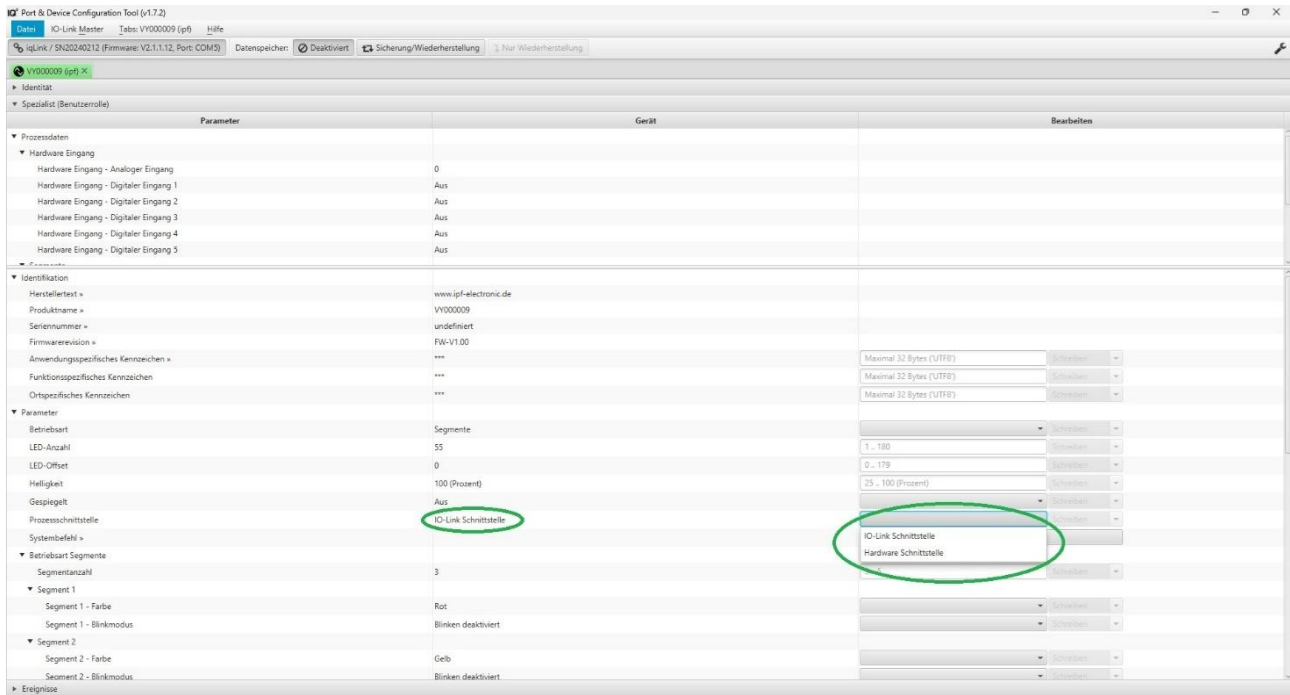 IQ² Port & Device Configuration Tool (v1.7.2)
Datei IO-Link Master Tabs: VY000009 (ipf) Hilfe
iqLink / SN20240212 (Firmware: V2.1.1.12, Port: COM5) Datenspeicher: Deaktiviert Sicherung/Wiederherstellung Nur Wiederherstellung
VY000009 (ipf) ×
Identität
Spezialist (Benutzerrolle)
Parameter Gerät Bearbeiten
Prozessdaten
Hardware Eingang
Hardware Eingang - Analoger Eingang 0
Hardware Eingang - Digitaler Eingang 1 Aus
Hardware Eingang - Digitaler Eingang 2 Aus
Hardware Eingang - Digitaler Eingang 3 Aus
Hardware Eingang - Digitaler Eingang 4 Aus
Hardware Eingang - Digitaler Eingang 5 Aus
Identifikation
Herstellertext » www.ipf-electronic.de
Produktname » VY000009
Seriennummer » undefiniert
Firmwarerevision » FW-V1.00
Anwendungsspezifisches Kennzeichen » *** Maximal 32 Bytes ('UTF8') Schreiben
Funktionsspezifisches Kennzeichen *** Maximal 32 Bytes ('UTF8') Schreiben
Ortspezifisches Kennzeichen *** Maximal 32 Bytes ('UTF8') Schreiben
Parameter
Betriebsart Segmente Schreiben
LED-Anzahl 55 1 .. 180 Schreiben
LED-Offset 0 0 .. 179 Schreiben
Helligkeit 100 (Prozent) 25 .. 100 (Prozent) Schreiben
Gespiegelt Aus Schreiben
Prozessschnittstelle IO-Link Schnittstelle Schreiben
Systembefehl » IO-Link Schnittstelle
Hardware Schnittstelle
Betriebsart Segmente
Segmentanzahl 3 Schreiben
Segment 1
Segment 1 - Farbe Rot Schreiben
Segment 1 - Blinkmodus Blinken deaktiviert Schreiben
Segment 2
Segment 2 - Farbe Gelb Schreiben
Segment 2 - Blinkmodus Blinken deaktiviert Schreiben
Ereignisse